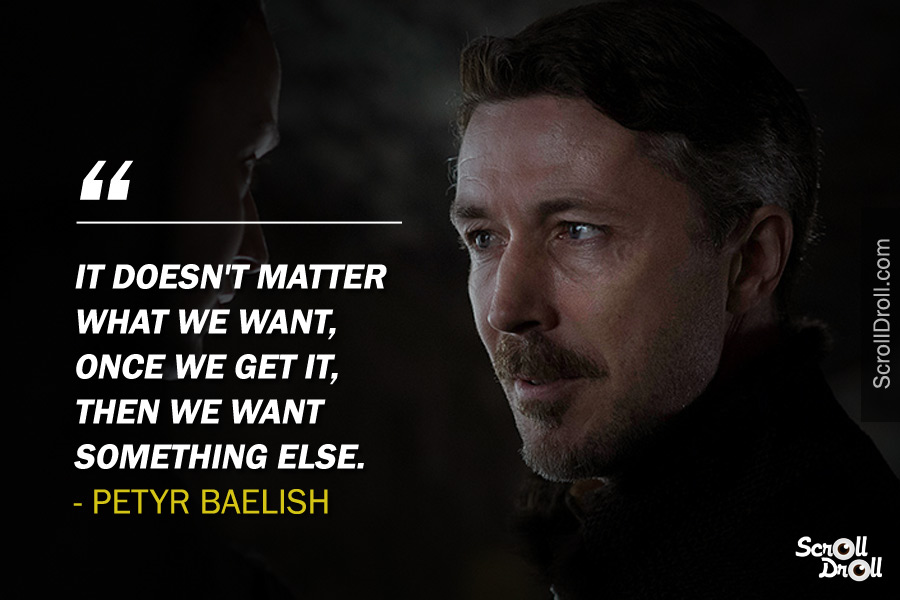 “
IT DOESN'T MATTER
WHAT WE WANT,
ONCE WE GET IT,
THEN WE WANT
SOMETHING ELSE.
- PETYR BAELISH
ScrollDroll.com
Scroll
Droll